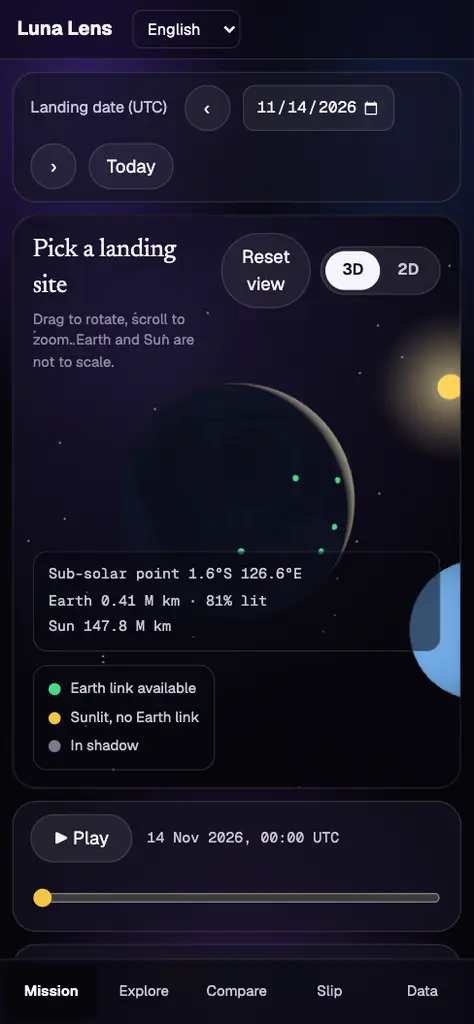 Luna Lens
English
Landing date (UTC)
‹
11/14/2026
›
Today
Pick a landing
site
Reset
view
3D
2D
Drag to rotate, scroll to
zoom. Earth and Sun are
not to scale.
Sub-solar point 1.6°S 126.6°E
Earth 0.41 M km · 81% lit
Sun 147.8 M km
Earth link available
Sunlit, no Earth link
In shadow
▶ Play
14 Nov 2026, 00:00 UTC
Mission
Explore
Compare
Slip
Data